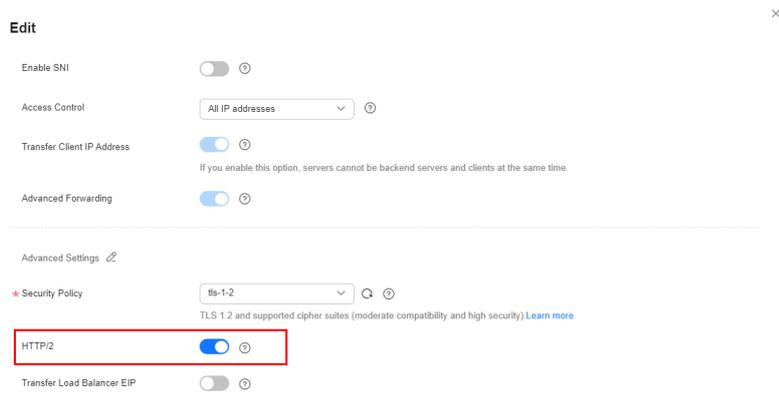 Edit
Enable SNI
Access Control All IP addresses
Transfer Client IP Address
If you enable this option, servers cannot be backend servers and clients at the same time.
Advanced Forwarding
Advanced Settings
* Security Policy tls-1-2
TLS 1.2 and supported cipher suites (moderate compatibility and high security).Learn more
HTTP/2
Transfer Load Balancer EIP